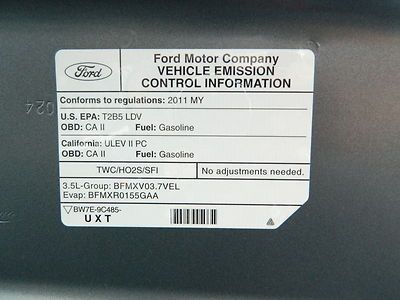 Ford
Ford Motor Company
VEHICLE EMISSION
CONTROL INFORMATION
Conforms to regulations: 2011 MY
U.S. EPA: T2B5 LDV
OBD: CA II Fuel: Gasoline
California: ULEV II PC
OBD: CA II Fuel: Gasoline
TWC/HO2S/SFI No adjustments needed.
3.5L-Group: BFMXV03.7VEL
Evap: BFMXR0155GAA
BW7E-9C485-
UXT
024